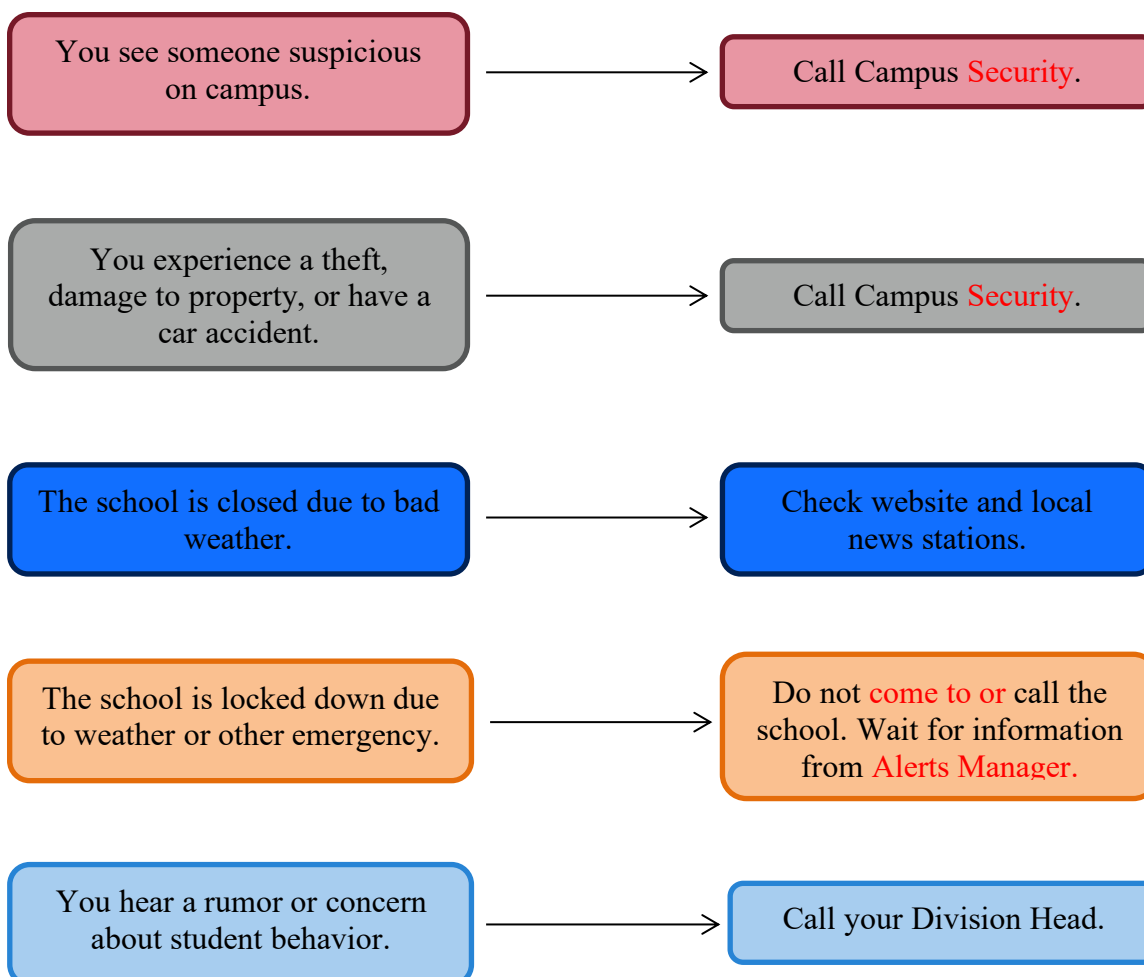 You see someone suspicious
on campus.
Call Campus Security.
You experience a theft,
damage to property, or have a
car accident.
Call Campus Security.
The school is closed due to bad
weather.
Check website and local
news stations.
The school is locked down due
to weather or other emergency.
Do not come to or call the
school. Wait for information
from Alerts Manager.
You hear a rumor or concern
about student behavior.
Call your Division Head.